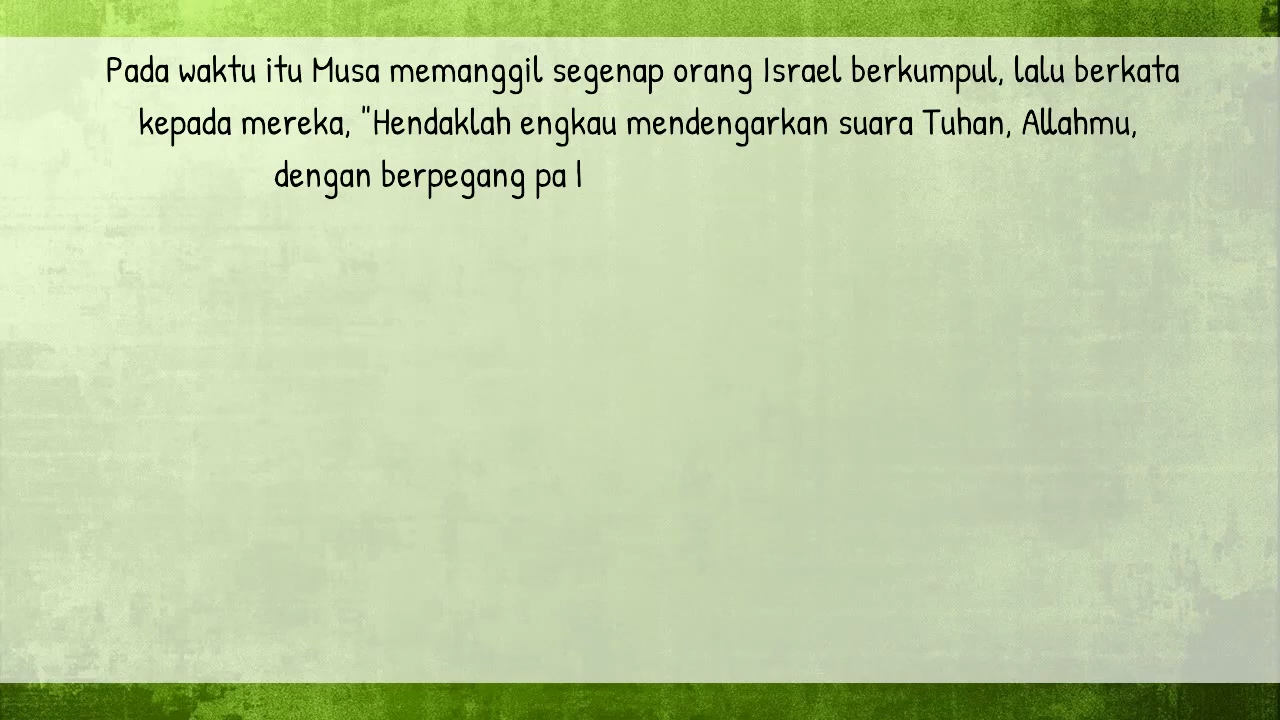 Pada waktu itu Musa memanggil segenap orang Israel berkumpul, lalu berkata
kepada mereka, "Hendaklah engkau mendengarkan suara Tuhan, Allahmu,
dengan berpegang pa l